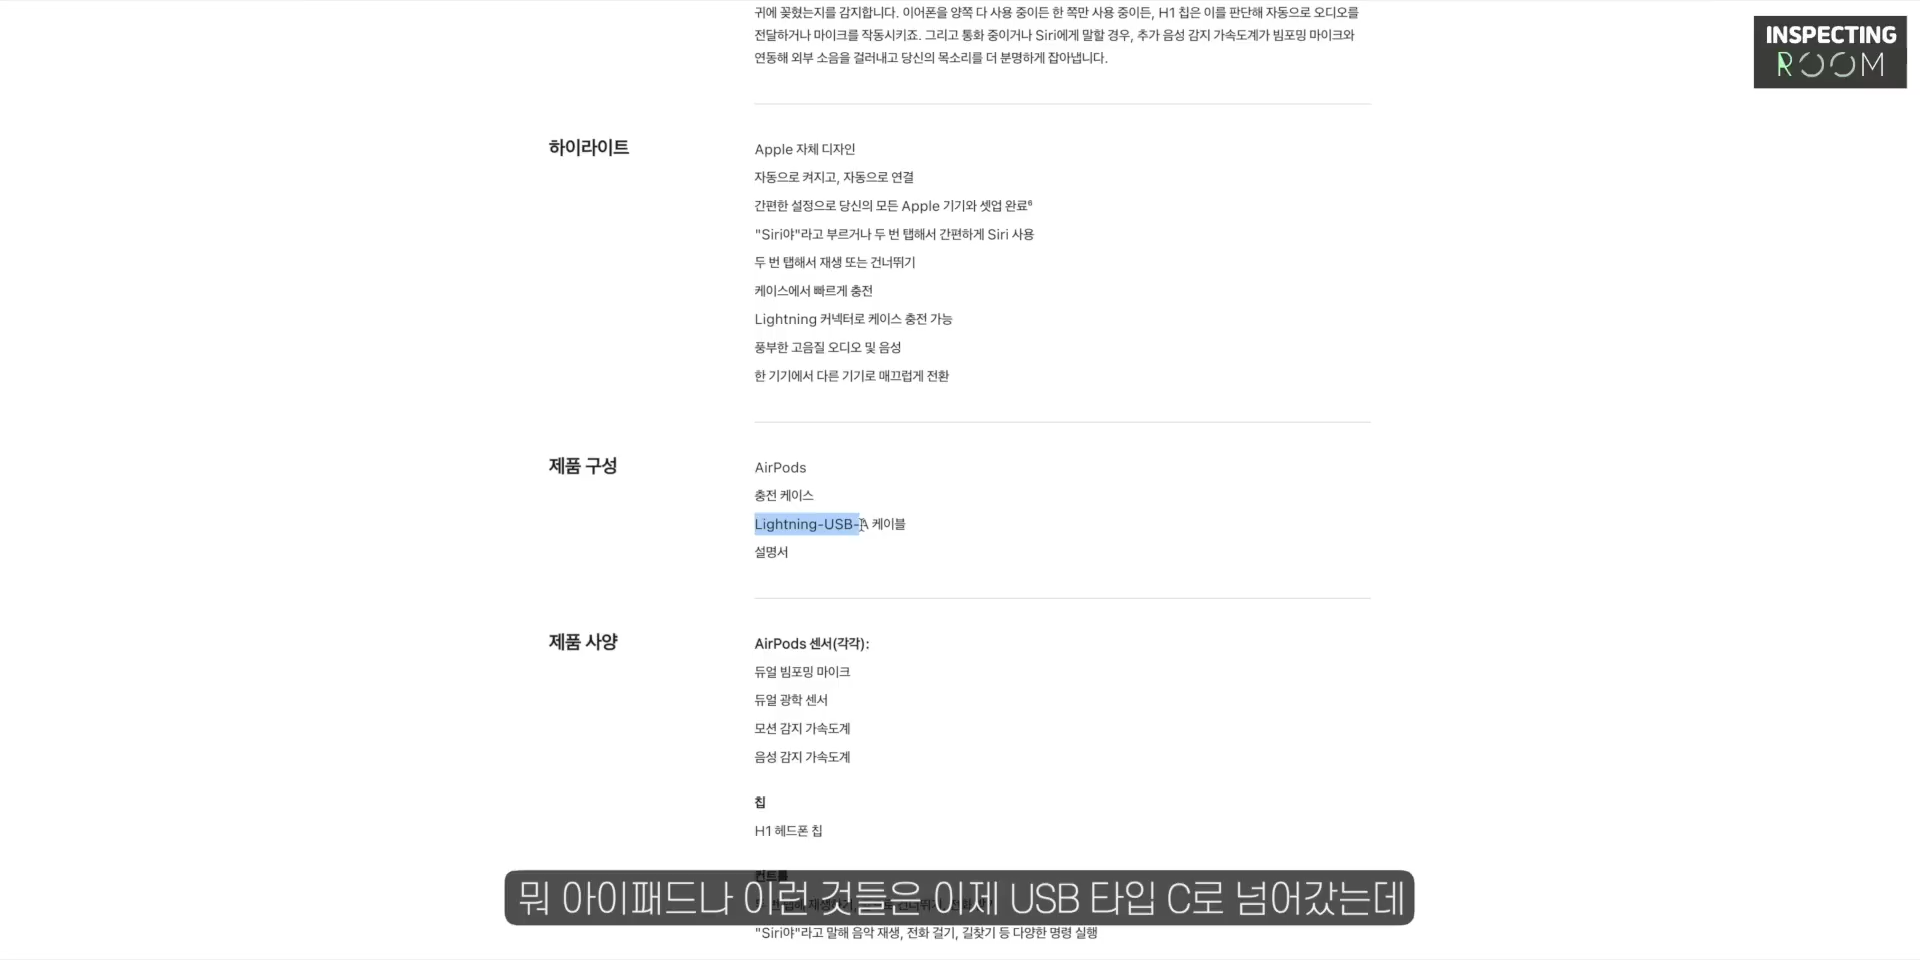 귀에 꽂혔는지를 감지합니다. 이어폰을 양쪽 다 사용 중이든 한 쪽만 사용 중이든, H1 칩은 이를 판단해 자동으로 오디오를
전달하거나 마이크를 작동시키죠. 그리고 통화 중이거나 Siri에게 말할 경우, 추가 음성 감지 가속도계가 빔포밍 마이크와
연동해 외부 소음을 걸러내고 당신의 목소리를 더 분명하게 잡아냅니다.
INSPECTING
ROOM
하이라이트
Apple 자체 디자인
자동으로 켜지고, 자동으로 연결
간편한 설정으로 당신의 모든 Apple 기기와 셋업 완료⁶
"Siri야"라고 부르거나 두 번 탭해서 간편하게 Siri 사용
두 번 탭해서 재생 또는 건너뛰기
케이스에서 빠르게 충전
Lightning 커넥터로 케이스 충전 가능
풍부한 고음질 오디오 및 음성
한 기기에서 다른 기기로 매끄럽게 전환
제품 구성
AirPods
충전 케이스
Lightning-USB-A 케이블
설명서
제품 사양
AirPods 센서(각각):
듀얼 빔포밍 마이크
듀얼 광학 센서
모션 감지 가속도계
음성 감지 가속도계
칩
H1 헤드폰 칩
컨트롤
뭐 아이패드나 이런 것들은 이제 USB 타입 C로 넘어갔는데
"Siri야"라고 말해 음악 재생, 전화 걸기, 길찾기 등 다양한 명령 실행